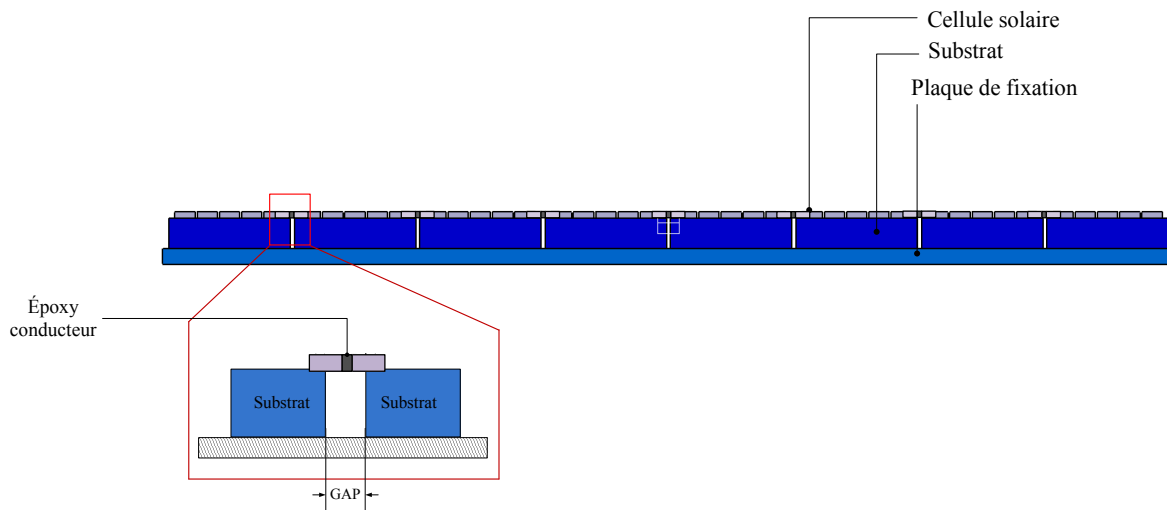 Cellule solaire
Substrat
Plaque de fixation
Époxy
conducteur
Substrat
Substrat
GAP